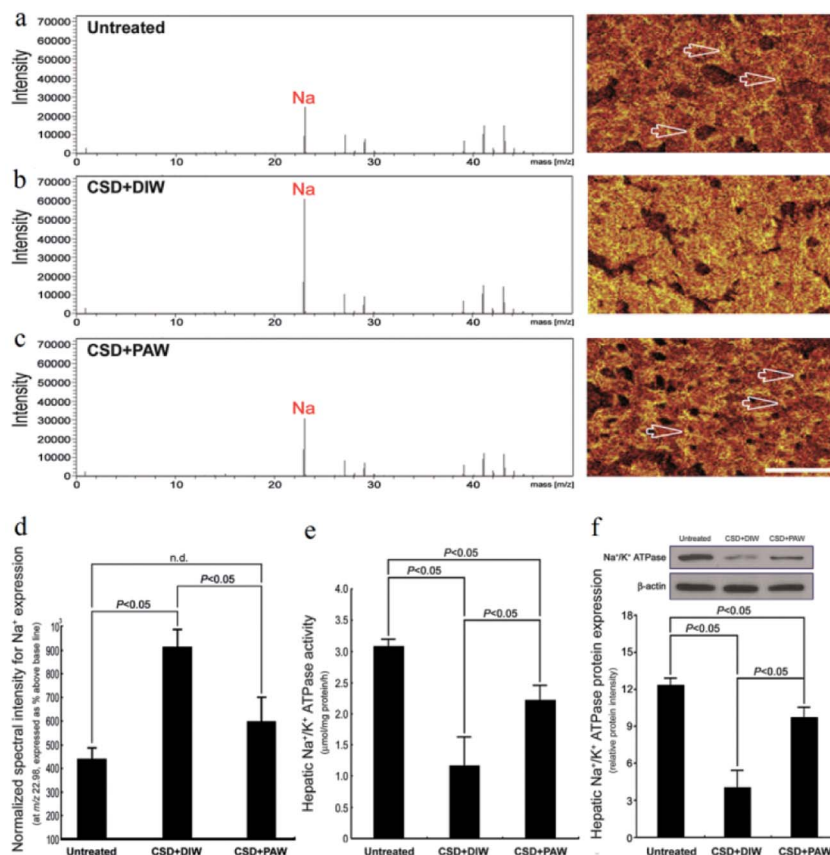 a
Untreated
Intensity
70000
60000
50000
40000
30000
20000
10000
0
Na
0
20
30
40
mass [m/z]
b
CSD+DIW
Intensity
70000
60000
50000
40000
30000
20000
10000
0
Na
0
20
30
40
mass [m/z]
c
CSD+PAW
Intensity
70000
60000
50000
40000
30000
20000
10000
0
Na
0
20
30
40
mass [m/z]
d
Normalized spectral intensity for Na⁺ expression
(at m/z 22.98, expressed as % above base line)
n.d.
P<0.05
P<0.05
900
800
700
600
500
400
300
200
100
Untreated
CSD+DIW
CSD+PAW
e
Hepatic Na⁺/K⁺ ATPase activity
(μmol/mg protein/h)
P<0.05
P<0.05
P<0.05
4.0
3.5
3.0
2.5
2.0
1.5
1.0
0.5
0
Untreated
CSD+DIW
CSD+PAW
f
Untreated
CSD+DIW
CSD+PAW
Na⁺/K⁺ ATPase
β-actin
Hepatic Na⁺/K⁺ ATPase protein expression
(relative protein intensity)
P<0.05
P<0.05
P<0.05
18
15
12
9
6
3
0
Untreated
CSD+DIW
CSD+PAW